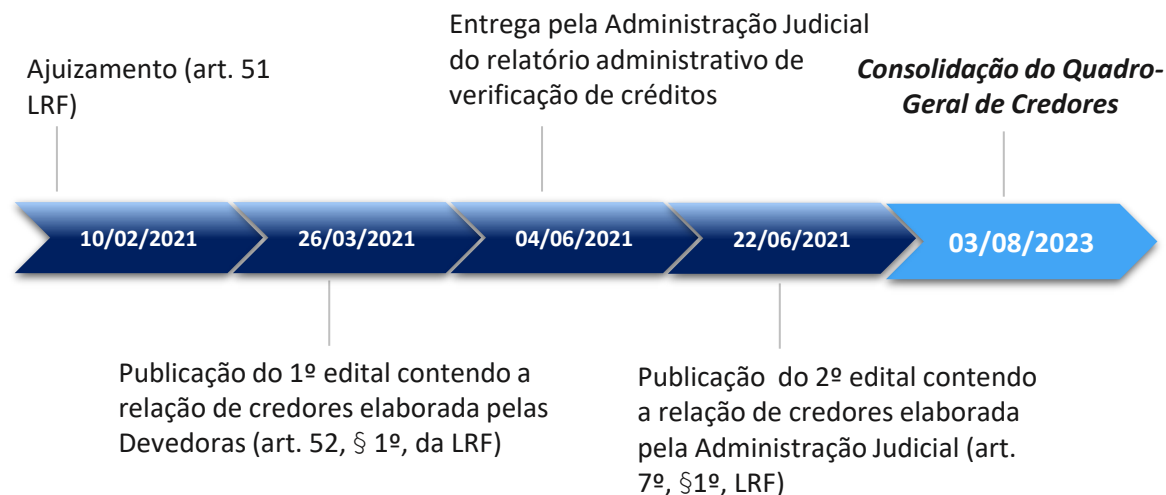 Ajuizamento (art. 51
LRF)
Entrega pela Administração Judicial
do relatório administrativo de
verificação de créditos
Consolidação do Quadro-
Geral de Credores
10/02/2021
26/03/2021
04/06/2021
22/06/2021
03/08/2023
Publicação do 1º edital contendo a
relação de credores elaborada pelas
Devedoras (art. 52, § 1º, da LRF)
Publicação do 2º edital contendo
a relação de credores elaborada
pela Administração Judicial (art.
7º, §1º, LRF)